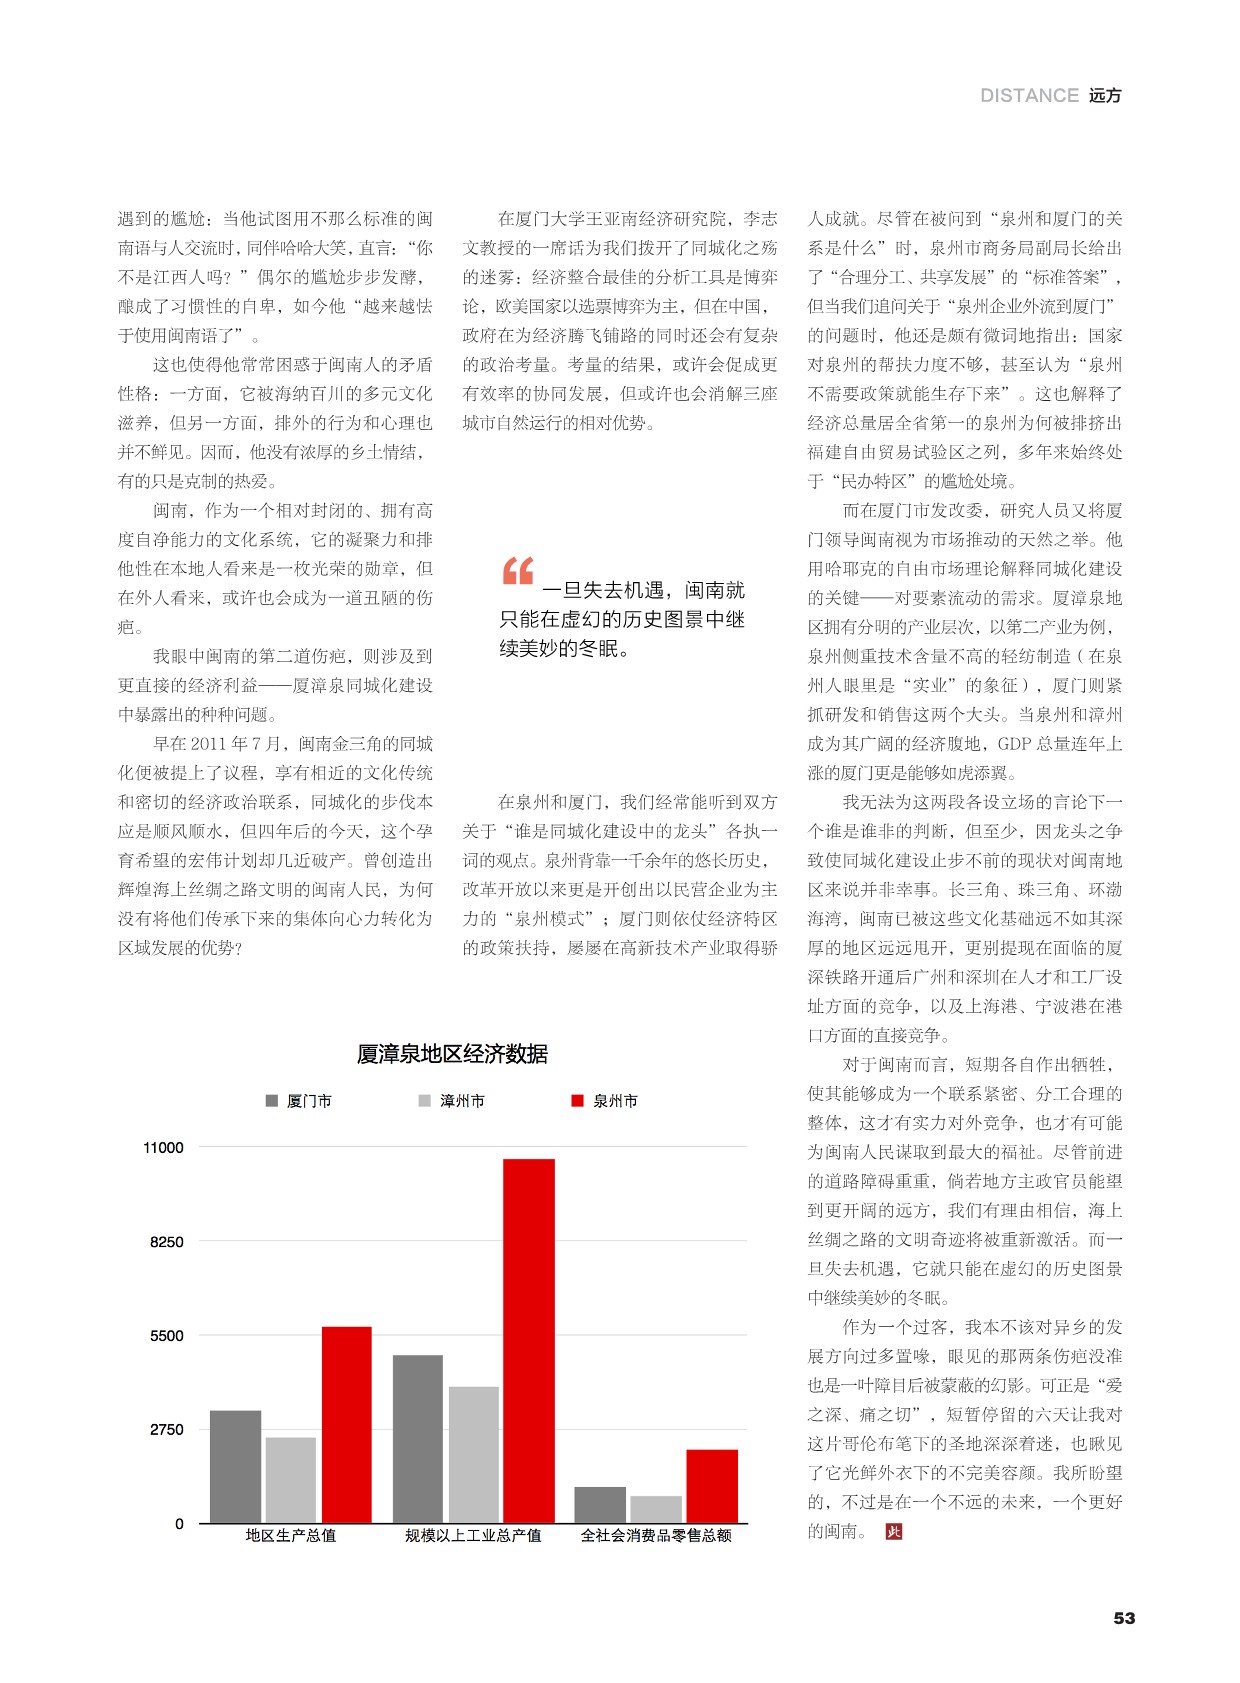 DISTANCE 远方
遇到的尴尬：当他试图用不那么标准的闽
南语与人交流时，同伴哈哈大笑，直言：“你
不是江西人吗？”偶尔的尴尬步步发酵，
酿成了习惯性的自卑，如今他“越来越怯
于使用闽南语了”。
这也使得他常常困惑于闽南人的矛盾
性格：一方面，它被海纳百川的多元文化
滋养，但另一方面，排外的行为和心理也
并不鲜见。因而，他没有浓厚的乡土情结，
有的只是克制的热爱。
闽南，作为一个相对封闭的、拥有高
度自净能力的文化系统，它的凝聚力和排
他性在本地人看来是一枚光荣的勋章，但
在外人看来，或许也会成为一道丑陋的伤
疤。
我眼中闽南的第二道伤疤，则涉及到
更直接的经济利益——厦漳泉同城化建设
中暴露出的种种问题。
早在 2011 年 7 月，闽南金三角的同城
化便被提上了议程，享有相近的文化传统
和密切的经济政治联系，同城化的步伐本
应是顺风顺水，但四年后的今天，这个孕
育希望的宏伟计划却几近破产。曾创造出
辉煌海上丝绸之路文明的闽南人民，为何
没有将他们传承下来的集体向心力转化为
区域发展的优势？
在厦门大学王亚南经济研究院，李志
文教授的一席话为我们拨开了同城化之殇
的迷雾：经济整合最佳的分析工具是博弈
论，欧美国家以选票博弈为主，但在中国，
政府在为经济腾飞铺路的同时还会有复杂
的政治考量。考量的结果，或许会促成更
有效率的协同发展，但或许也会消解三座
城市自然运行的相对优势。
“一旦失去机遇，闽南就
只能在虚幻的历史图景中继
续美妙的冬眠。
在泉州和厦门，我们经常能听到双方
关于“谁是同城化建设中的龙头”各执一
词的观点。泉州背靠一千余年的悠长历史，
改革开放以来更是开创出以民营企业为主
力的“泉州模式”；厦门则依仗经济特区
的政策扶持，屡屡在高新技术产业取得骄
人成就。尽管在被问到“泉州和厦门的关
系是什么”时，泉州市商务局副局长给出
了“合理分工、共享发展”的“标准答案”，
但当我们追问关于“泉州企业外流到厦门”
的问题时，他还是颇有微词地指出：国家
对泉州的帮扶力度不够，甚至认为“泉州
不需要政策就能生存下来”。这也解释了
经济总量居全省第一的泉州为何被排挤出
福建自由贸易试验区之列，多年来始终处
于“民办特区”的尴尬处境。
而在厦门市发改委，研究人员又将厦
门领导闽南视为市场推动的天然之举。他
用哈耶克的自由市场理论解释同城化建设
的关键——对要素流动的需求。厦漳泉地
区拥有分明的产业层次，以第二产业为例，
泉州侧重技术含量不高的轻纺制造（在泉
州人眼里是“实业”的象征），厦门则紧
抓研发和销售这两个大头。当泉州和漳州
成为其广阔的经济腹地，GDP 总量连年上
涨的厦门更是能够如虎添翼。
我无法为这两段各设立场的言论下一
个谁是谁非的判断，但至少，因龙头之争
致使同城化建设止步不前的现状对闽南地
区来说并非幸事。长三角、珠三角、环渤
海湾，闽南已被这些文化基础远不如其深
厚的地区远远甩开，更别提现在面临的厦
深铁路开通后广州和深圳在人才和工厂设
址方面的竞争，以及上海港、宁波港在港
口方面的直接竞争。
对于闽南而言，短期各自作出牺牲，
使其能够成为一个联系紧密、分工合理的
整体，这才有实力对外竞争，也才有可能
为闽南人民谋取到最大的福祉。尽管前进
的道路障碍重重，倘若地方主政官员能望
到更开阔的远方，我们有理由相信，海上
丝绸之路的文明奇迹将被重新激活。而一
旦失去机遇，它就只能在虚幻的历史图景
中继续美妙的冬眠。
作为一个过客，我本不该对异乡的发
展方向过多置喙，眼见的那两条伤疤没准
也是一叶障目后被蒙蔽的幻影。可正是“爱
之深、痛之切”，短暂停留的六天让我对
这片哥伦布笔下的圣地深深着迷，也瞅见
了它光鲜外衣下的不完美容颜。我所盼望
的，不过是在一个不远的未来，一个更好
的闽南。 此
厦漳泉地区经济数据
厦门市 漳州市 泉州市
11000
8250
5500
2750
0
地区生产总值 规模以上工业总产值 全社会消费品零售总额
53